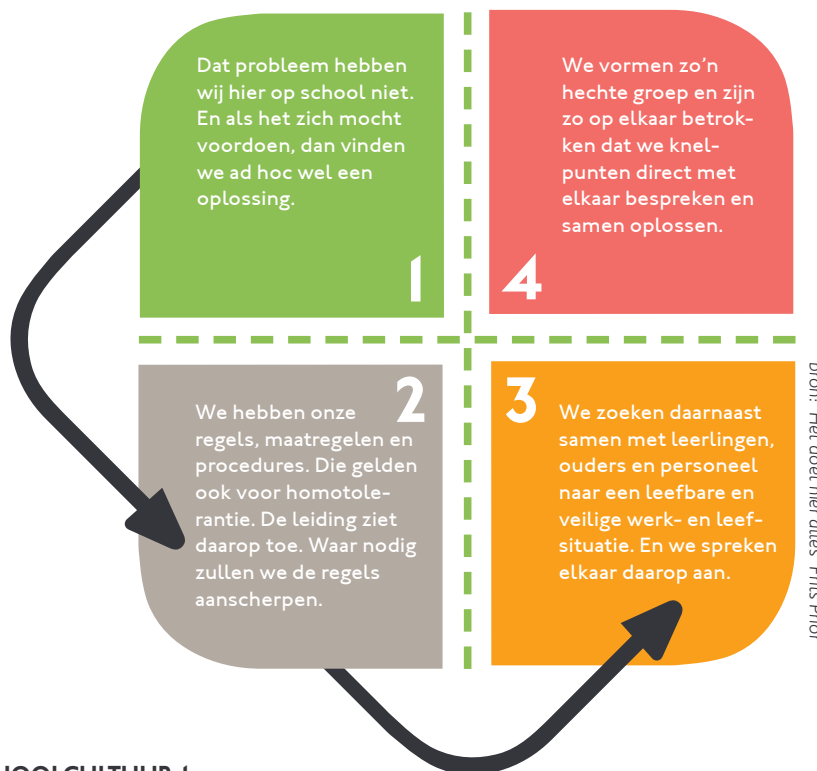 Dat probleem hebben
wij hier op school niet.
En als het zich mocht
voordoen, dan vinden
we ad hoc wel een
oplossing.
1
We vormen zo’n
hechte groep en zijn
zo op elkaar betrok-
ken dat we knel-
punten direct met
elkaar bespreken en
samen oplossen.
4
2
We hebben onze
regels, maatregelen en
procedures. Die gelden
ook voor homotole-
rantie. De leiding ziet
daarop toe. Waar nodig
zullen we de regels
aanscherpen.
3
We zoeken daarnaast
samen met leerlingen,
ouders en personeel
naar een leefbare en
veilige werk- en leef-
situatie. En we spreken
elkaar daarop aan.